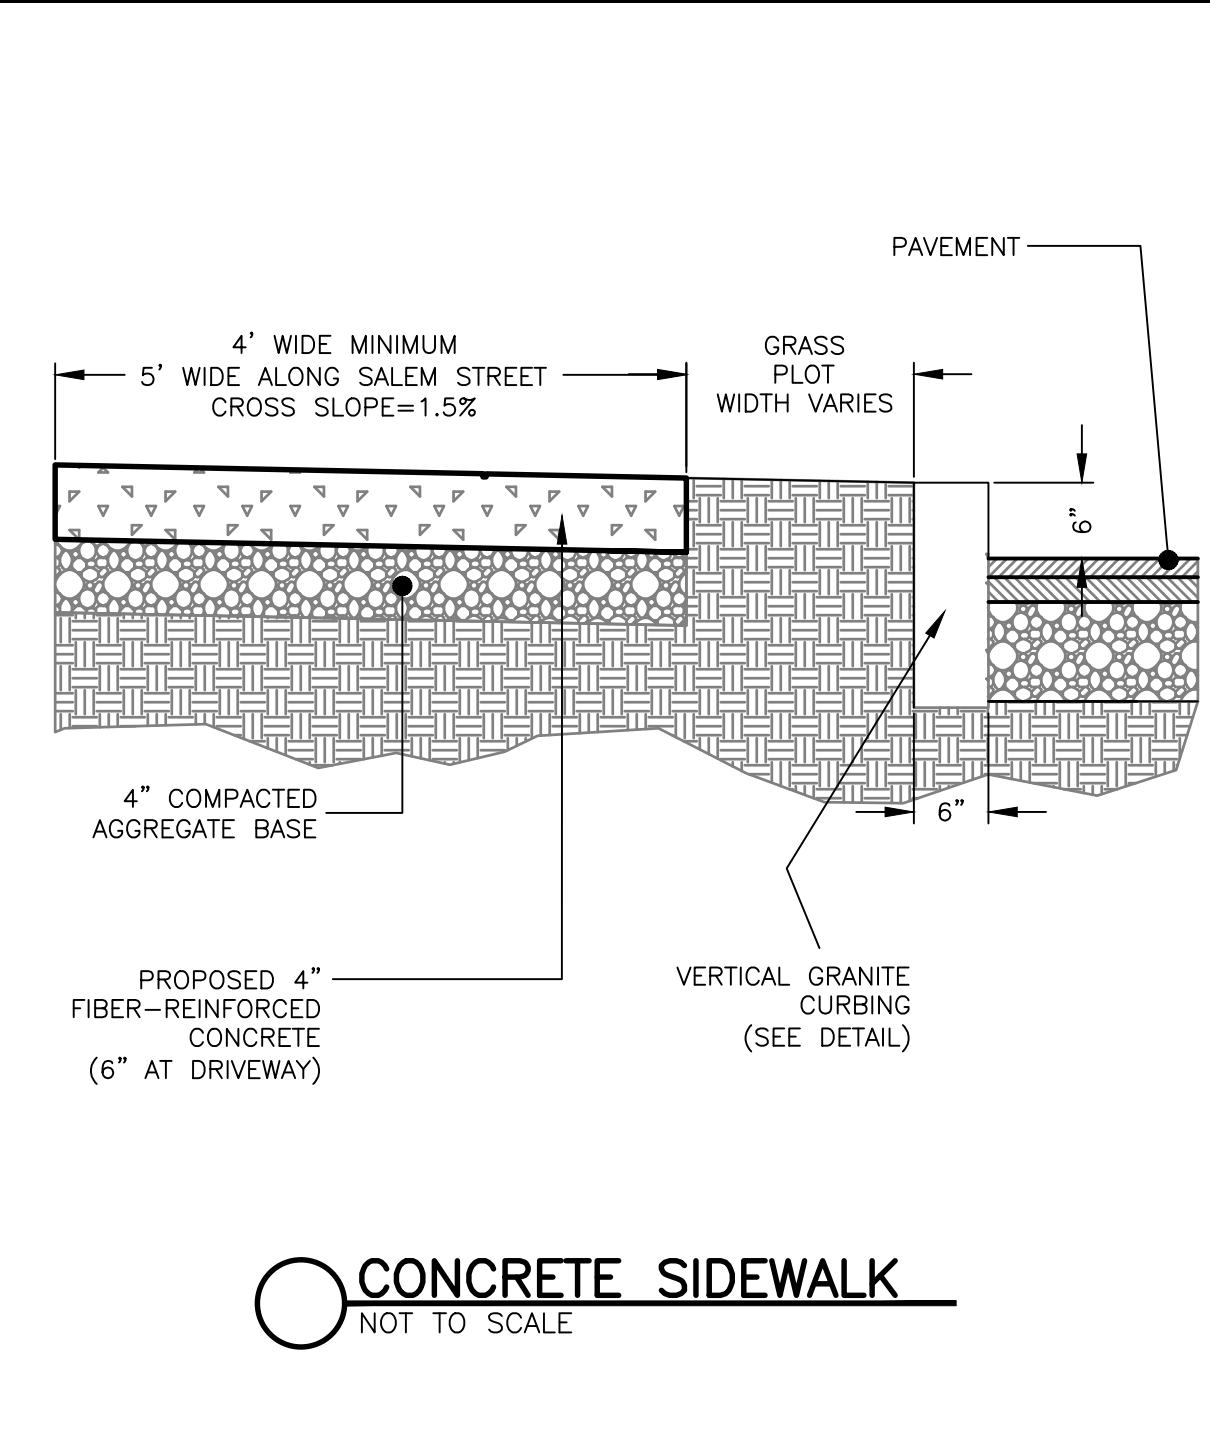 PAVEMENT
4’ WIDE MINIMUM
5’ WIDE ALONG SALEM STREET
CROSS SLOPE=1.5%
GRASS
PLOT
WIDTH VARIES
6”
4” COMPACTED
AGGREGATE BASE
6”
PROPOSED 4”
FIBER–REINFORCED
CONCRETE
(6” AT DRIVEWAY)
VERTICAL GRANITE
CURBING
(SEE DETAIL)
CONCRETE SIDEWALK
NOT TO SCALE